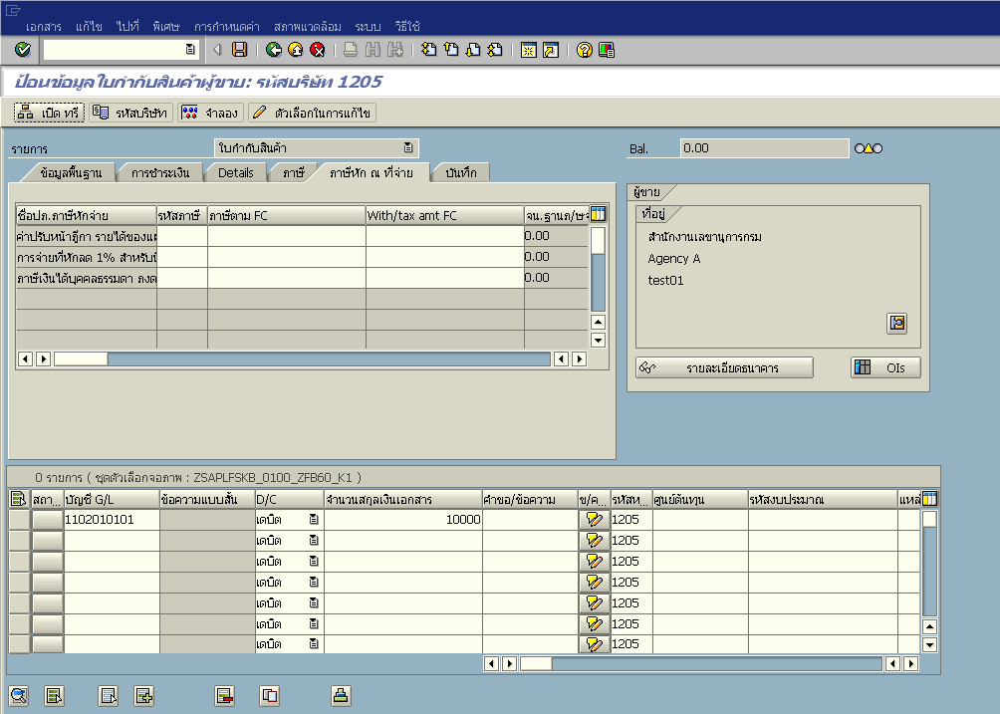 เอกสาร แก้ไข ไปที่ พิเศษ การกำหนดค่า สภาพแวดล้อม ระบบ วิธีใช้
ป้อนข้อมูลใบกำกับสินค้าผู้ขาย: รหัสบริษัท 1205
เปิด ทรี รหัสบริษัท จำลอง ตัวเลือกในการแก้ไข
รายการ ใบกำกับสินค้า Bal. 0.00
ข้อมูลพื้นฐาน การชำระเงิน Details ภาษี ภาษีหัก ณ ที่จ่าย บันทึก
ชื่อปภ.ภาษีหักจ่าย รหัสภาษี ภาษีตาม FC With/tax amt FC จน.ฐานภ/ษจ
ค่าปรับหน้าฎีกา รายได้ของแผ 0.00
การจ่ายที่หักลด 1% สำหรับนิ 0.00
ภาษีเงินได้บุคคลธรรมดา ภงด 0.00
ผู้ขาย
ที่อยู่
สำนักงานเลขานุการกรม
Agency A
test01
รายละเอียดธนาคาร OIs
0 รายการ ( ชุดตัวเลือกจอภาพ : ZSAPLFSKB_0100_ZFB60_K1 )
สถา... บัญชี G/L ข้อความแบบสั้น D/C จำนวนสกุลเงินเอกสาร คำขอ/ข้อความ ข/ค... รหัสห... ศูนย์ต้นทุน รหัสงบประมาณ แหล่
1102010101 เดบิต 10000 1205
เดบิต 1205
เดบิต 1205
เดบิต 1205
เดบิต 1205
เดบิต 1205
เดบิต 1205